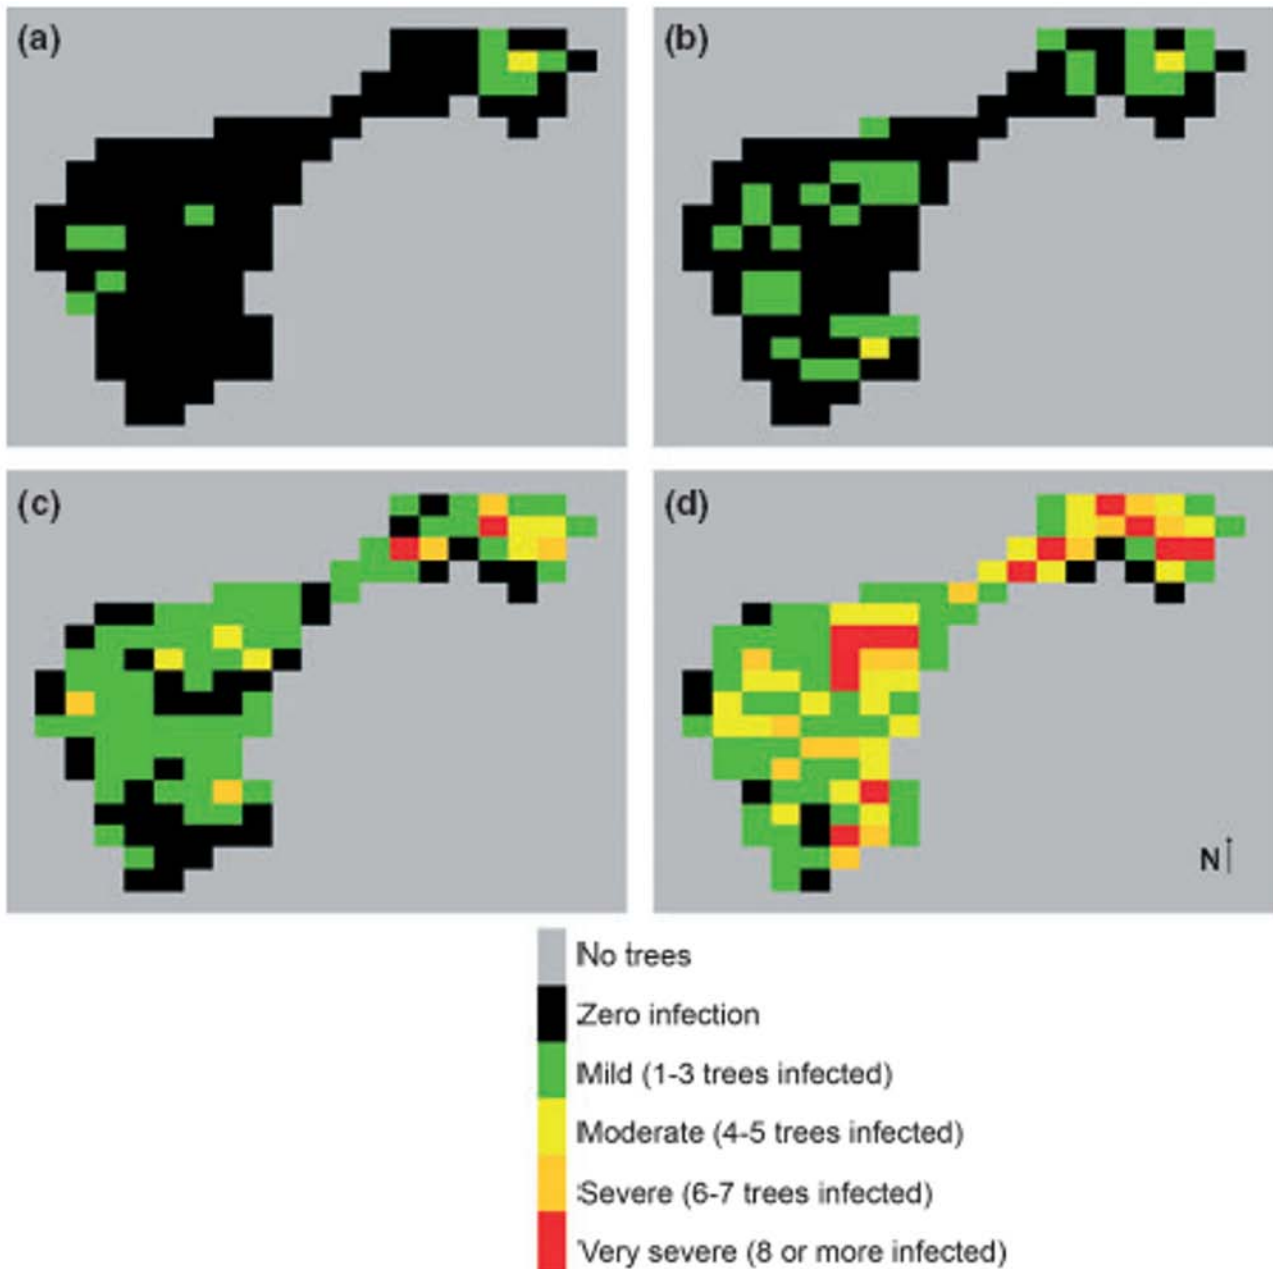 (a)
(b)
(c)
(d)
N
No trees
Zero infection
Mild (1-3 trees infected)
Moderate (4-5 trees infected)
Severe (6-7 trees infected)
Very severe (8 or more infected)